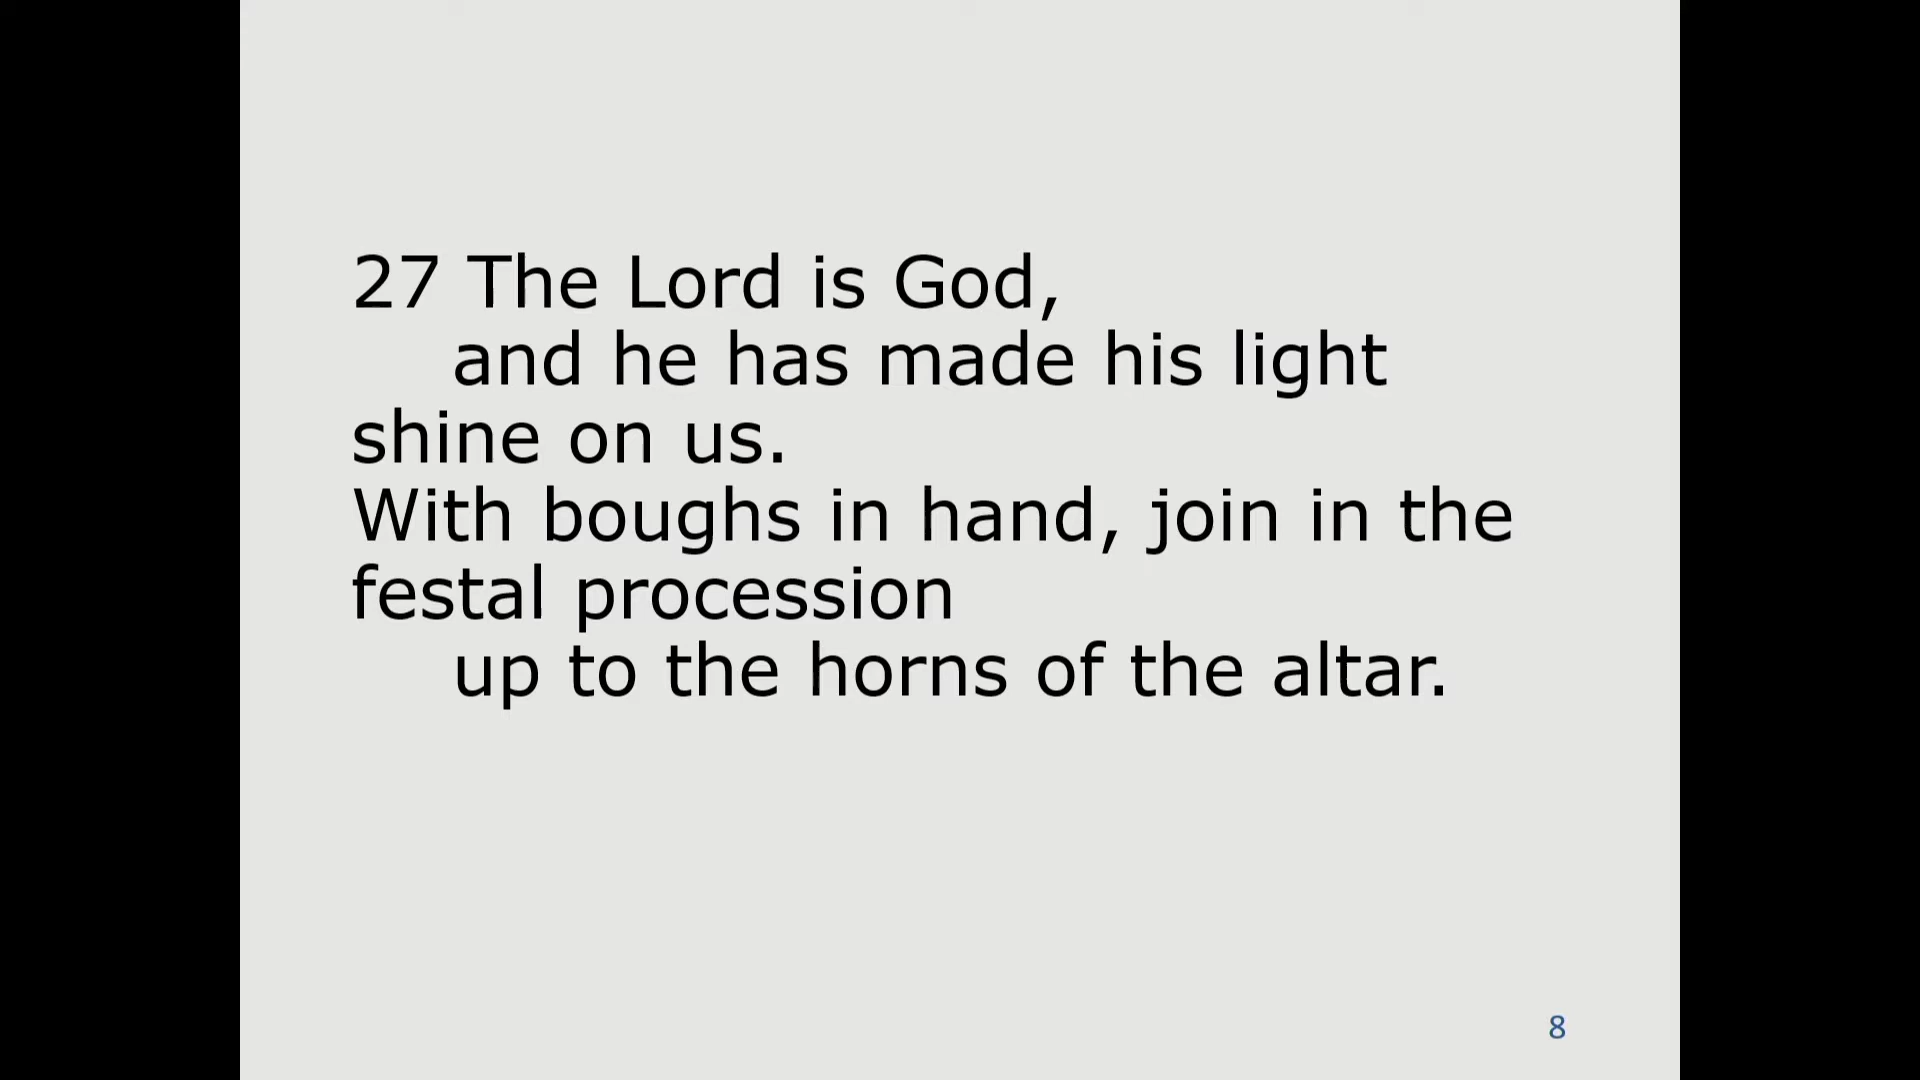 27 The Lord is God,
and he has made his light
shine on us.
With boughs in hand, join in the
festal procession
up to the horns of the altar.
8